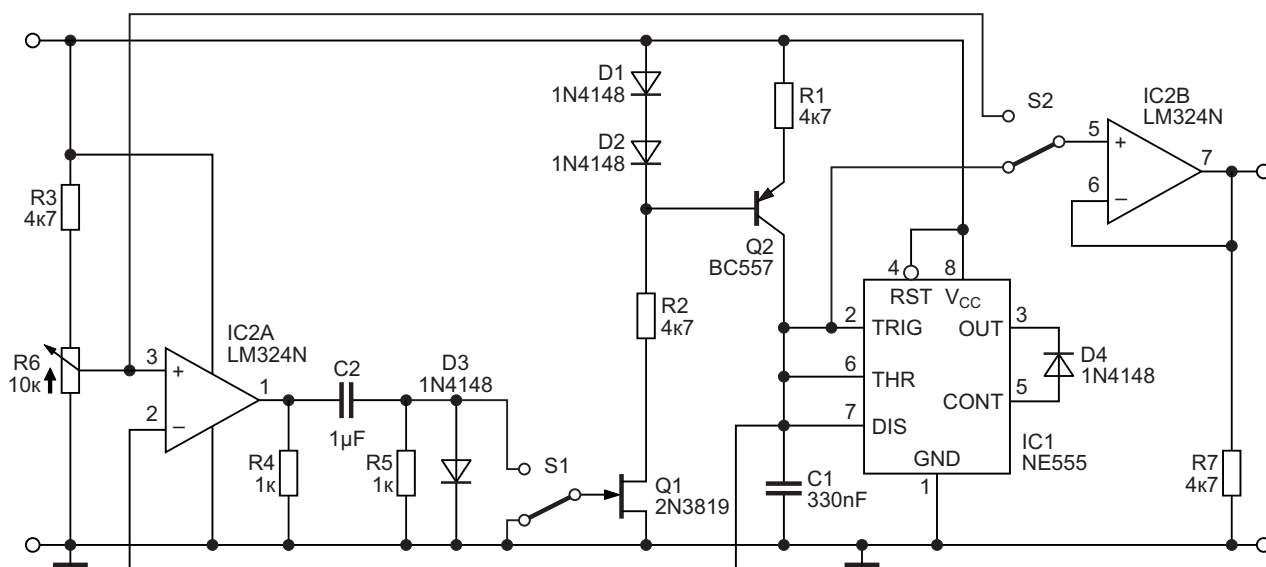 D1
1N4148
D2
1N4148
R1
4к7
S2
IC2B
LM324N
5
+
6
–
7
R3
4к7
Q2
BC557
4
8
RST
VCC
2
TRIG
OUT
3
6
THR
7
DIS
CONT
5
D4
1N4148
GND
1
IC1
NE555
R2
4к7
IC2A
LM324N
R6
10к
3
+
2
–
1
C2
1µF
D3
1N4148
R4
1к
R5
1к
S1
Q1
2N3819
C1
330nF
R7
4к7